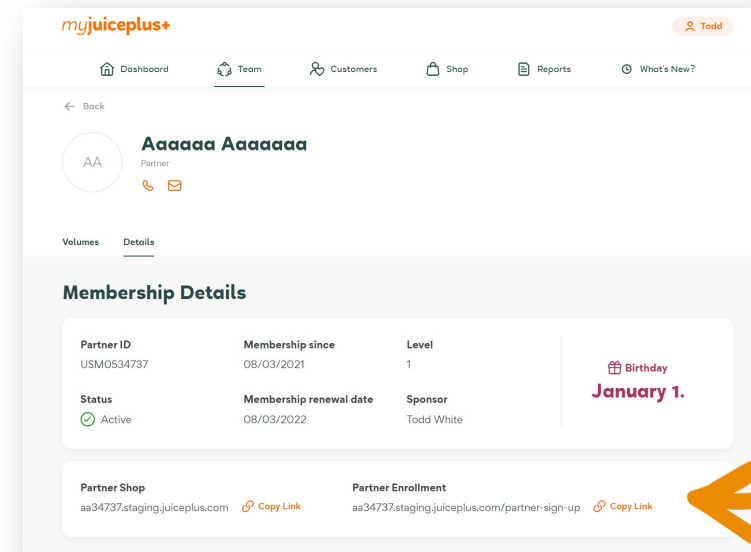 myjuiceplus+
Todd
Dashboard Team Customers Shop Reports What's New?
Back
AA
Aaaaaa Aaaaaaa
Partner
Volumes Details
Membership Details
Partner ID Membership since Level
USM0534737 08/03/2021 1
Birthday
January 1.
Status Membership renewal date Sponsor
Active 08/03/2022 Todd White
Partner Shop Partner Enrollment
aa34737.staging.juiceplus.com Copy Link aa34737.staging.juiceplus.com/partner-sign-up Copy Link